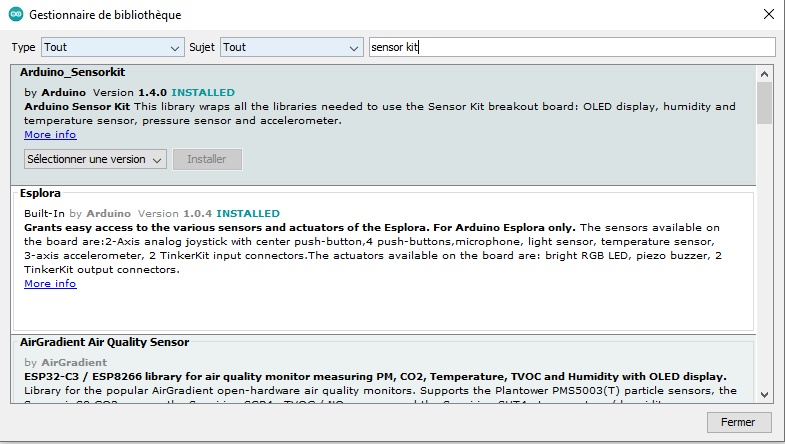 Gestionnaire de bibliothèque
Type Tout Sujet Tout sensor kit
Arduino_Sensorkit
by Arduino Version 1.4.0 INSTALLED
Arduino Sensor Kit This library wraps all the libraries needed to use the Sensor Kit breakout board: OLED display, humidity and
temperature sensor, pressure sensor and accelerometer.
More info
Sélectionner une version Installer
Esplora
Built-In by Arduino Version 1.0.4 INSTALLED
Grants easy access to the various sensors and actuators of the Esplora. For Arduino Esplora only. The sensors available on
the board are:2-Axis analog joystick with center push-button,4 push-buttons,microphone, light sensor, temperature sensor,
3-axis accelerometer, 2 TinkerKit input connectors.The actuators available on the board are: bright RGB LED, piezo buzzer, 2
TinkerKit output connectors.
More info
AirGradient Air Quality Sensor
by AirGradient
ESP32-C3 / ESP8266 library for air quality monitor measuring PM, CO2, Temperature, TVOC and Humidity with OLED display.
Library for the popular AirGradient open-hardware air quality monitors. Supports the Plantower PMS5003(T) particle sensors, the
Fermer